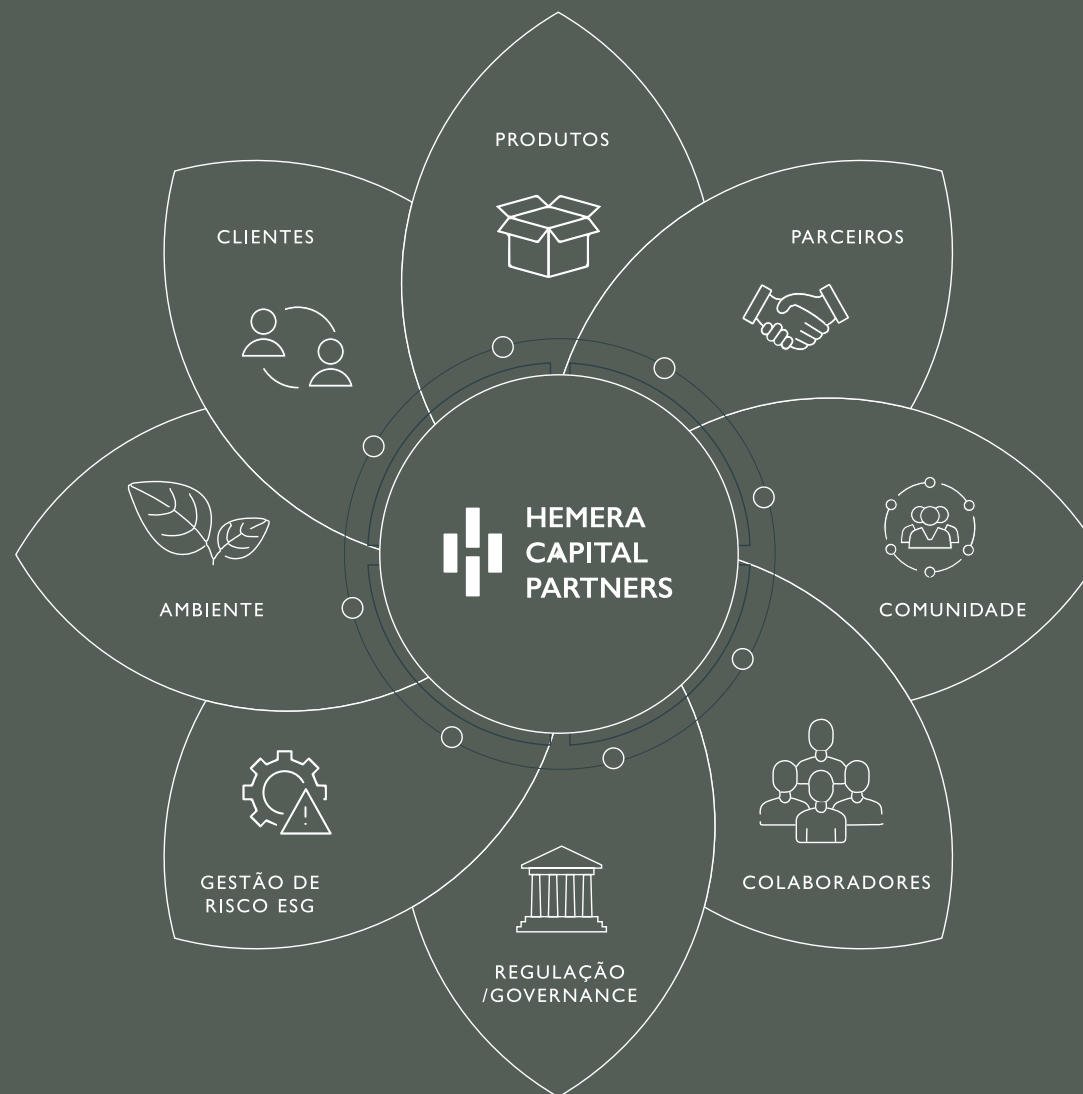 PRODUTOS
CLIENTES
PARCEIROS
HEMERA
CAPITAL
PARTNERS
AMBIENTE
COMUNIDADE
GESTÃO DE
RISCO ESG
COLABORADORES
REGULAÇÃO
/GOVERNANCE